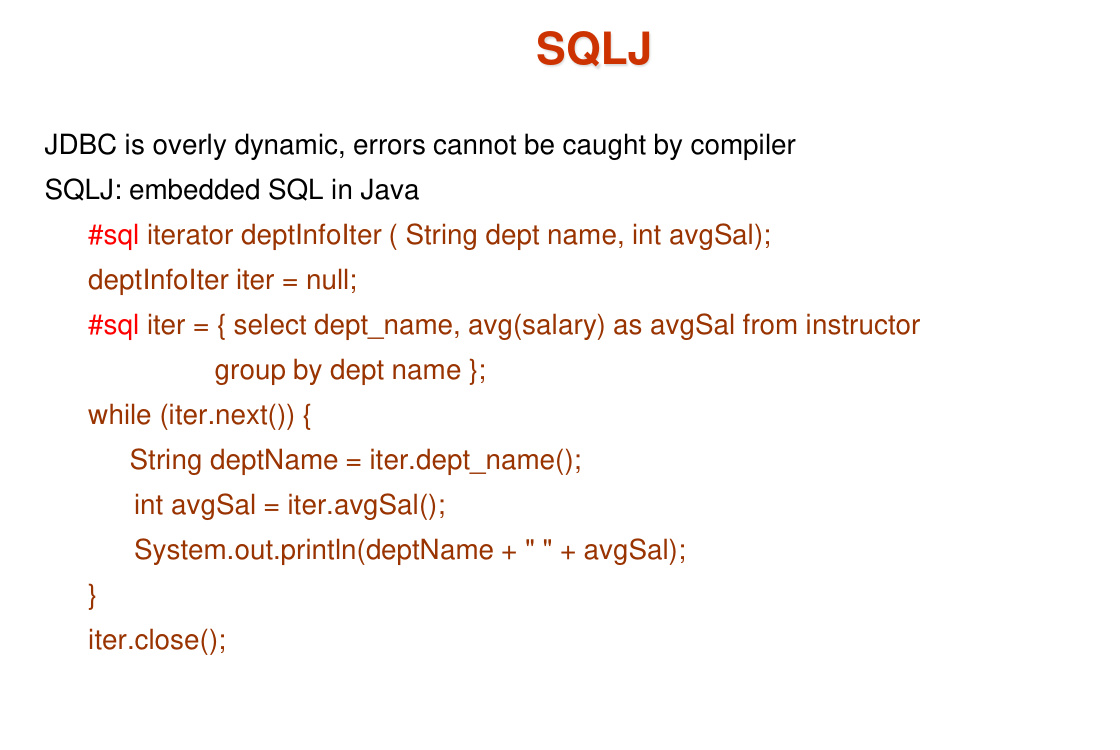 SQLJ
JDBC is overly dynamic, errors cannot be caught by compiler
SQLJ: embedded SQL in Java
#sql iterator deptInfoIter ( String dept name, int avgSal);
deptInfoIter iter = null;
#sql iter = { select dept_name, avg(salary) as avgSal from instructor
group by dept name };
while (iter.next()) {
String deptName = iter.dept_name();
int avgSal = iter.avgSal();
System.out.println(deptName + " " + avgSal);
}
iter.close();